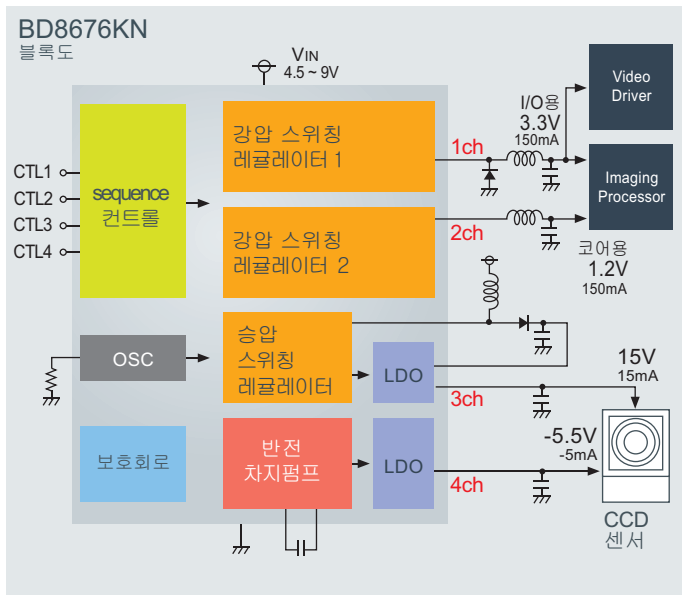 BD8676KN
블록도
VIN
4.5 ~ 9V
CTL1
CTL2
CTL3
CTL4
sequence
컨트롤
강압 스위칭
레귤레이터 1
강압 스위칭
레귤레이터 2
1ch
2ch
I/O용
3.3V
150mA
Video
Driver
Imaging
Processor
코어용
1.2V
150mA
OSC
승압
스위칭
레귤레이터
LDO
3ch
15V
15mA
보호회로
반전
차지펌프
LDO
4ch
-5.5V
-5mA
CCD
센서